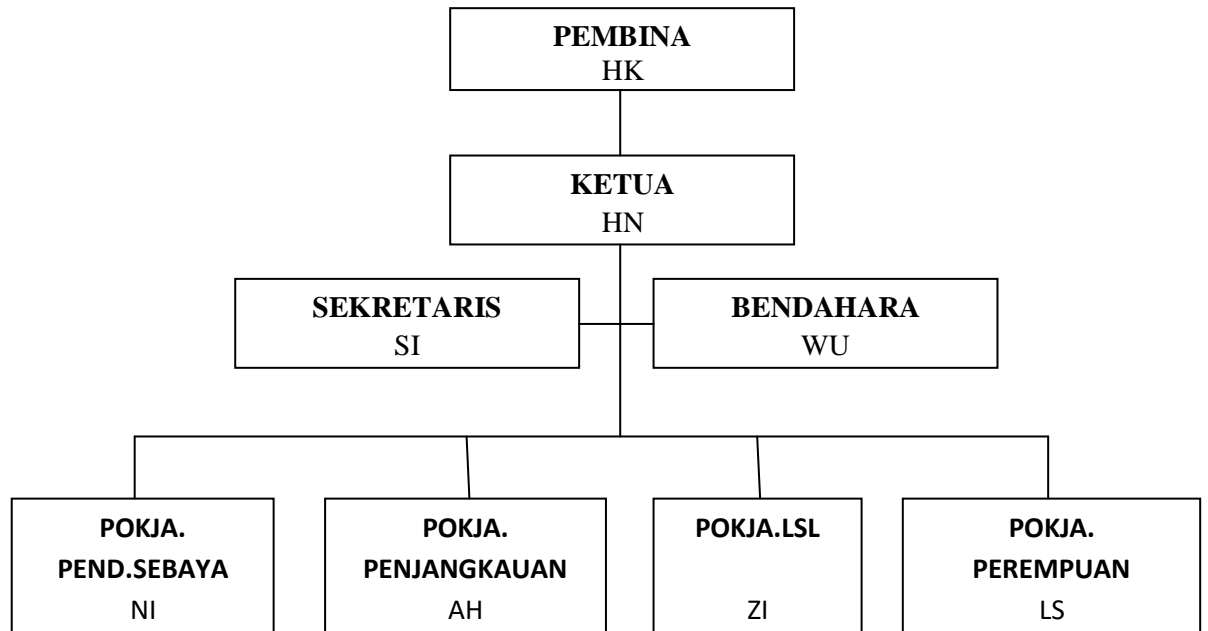 PEMBINA
HK
KETUA
HN
SEKRETARIS
SI
BENDAHARA
WU
POKJA.
PEND.SEBAYA
NI
POKJA.
PENJANGKAUAN
AH
POKJA.LSL
ZI
POKJA.
PEREMPUAN
LS